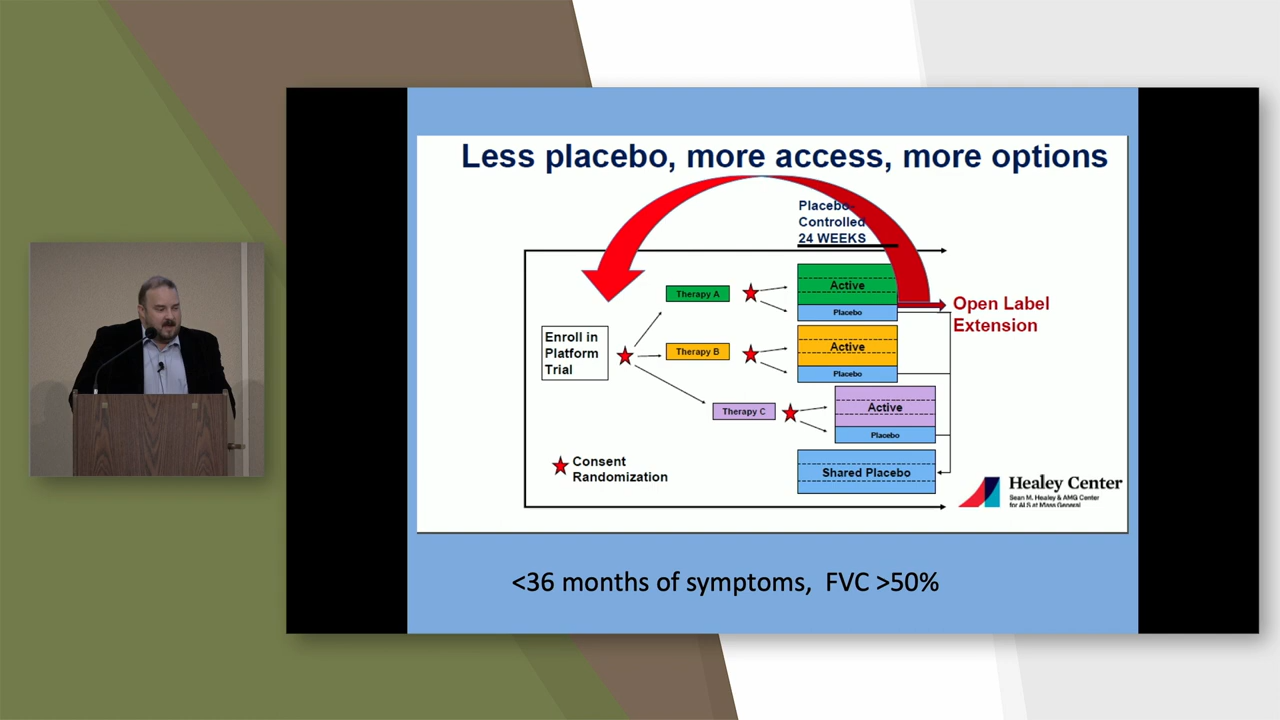 Less placebo, more access, more options
Placebo-
Controlled
24 WEEKS
Therapy A
Active
Placebo
Open Label
Extension
Enroll in
Platform
Trial
Therapy B
Active
Placebo
Therapy C
Active
Placebo
Consent
Randomization
Shared Placebo
Healey Center
Sean M. Healey & AMG Center
for ALS at Mass General
<36 months of symptoms, FVC >50%